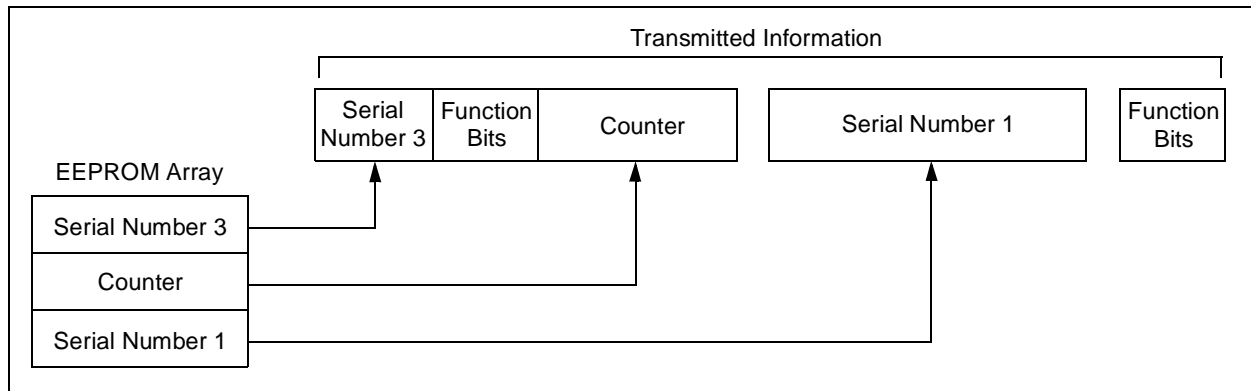 Transmitted Information
Serial
Number 3
Function
Bits
Counter
Serial Number 1
Function
Bits
EEPROM Array
Serial Number 3
Counter
Serial Number 1